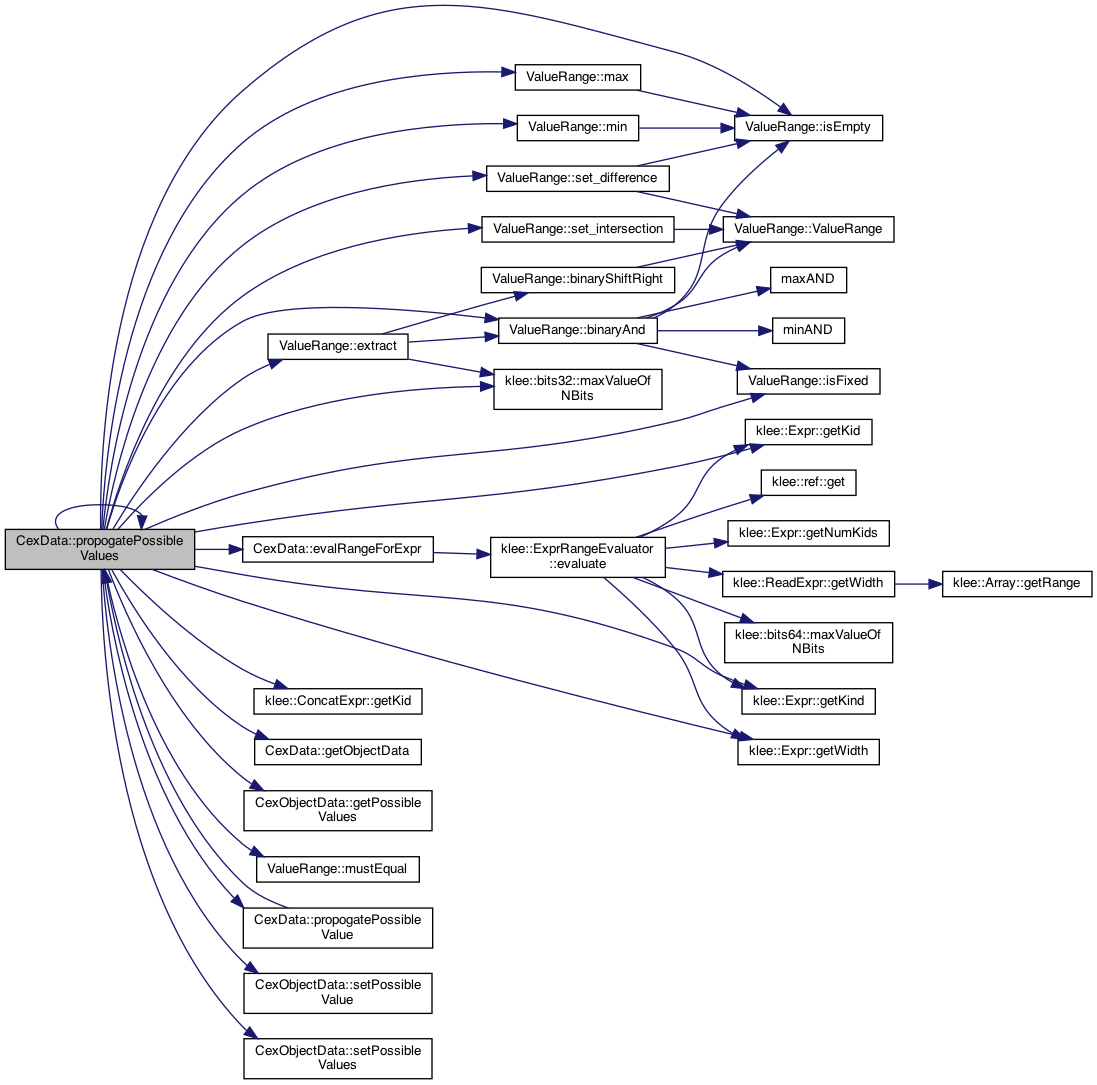 ValueRange::max
ValueRange::isEmpty
ValueRange::min
ValueRange::set_difference
ValueRange::set_intersection
ValueRange::ValueRange
ValueRange::binaryShiftRight
maxAND
ValueRange::binaryAnd
minAND
ValueRange::extract
klee::bits32::maxValueOf
NBits
ValueRange::isFixed
klee::Expr::getKid
klee::ref::get
CexData::propogatePossible
Values
CexData::evalRangeForExpr
klee::ExprRangeEvaluator
::evaluate
klee::Expr::getNumKids
klee::ReadExpr::getWidth
klee::Array::getRange
klee::bits64::maxValueOf
NBits
klee::ConcatExpr::getKid
klee::Expr::getKind
CexData::getObjectData
klee::Expr::getWidth
CexObjectData::getPossible
Values
ValueRange::mustEqual
CexData::propogatePossible
Value
CexObjectData::setPossible
Value
CexObjectData::setPossible
Values